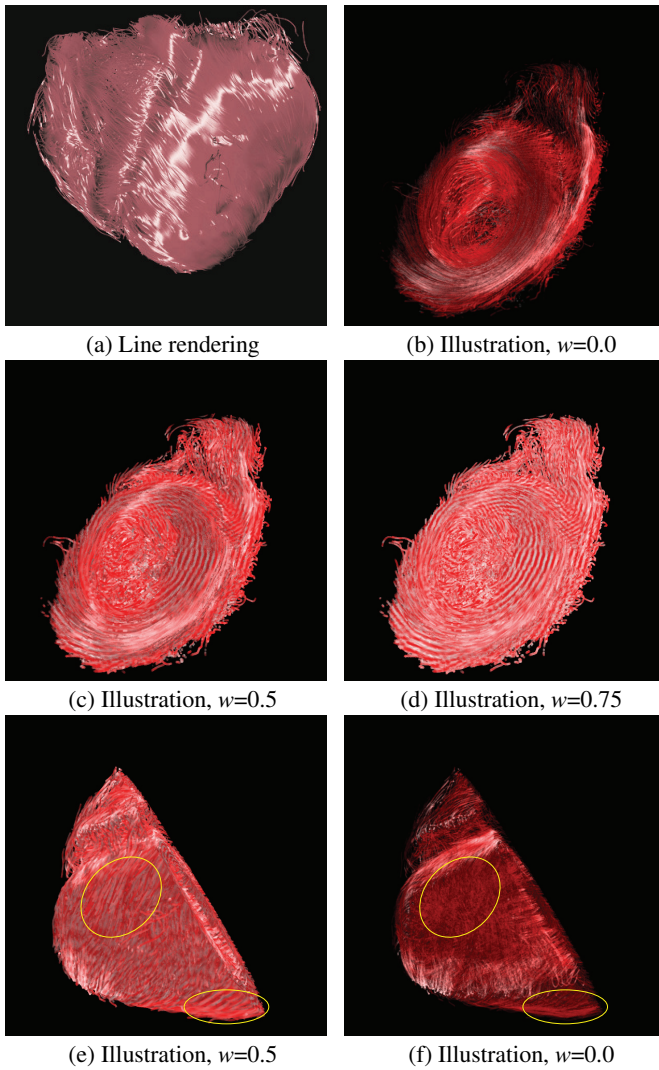 (a) Line rendering
(b) Illustration, w=0.0
(c) Illustration, w=0.5
(d) Illustration, w=0.75
(e) Illustration, w=0.5
(f) Illustration, w=0.0